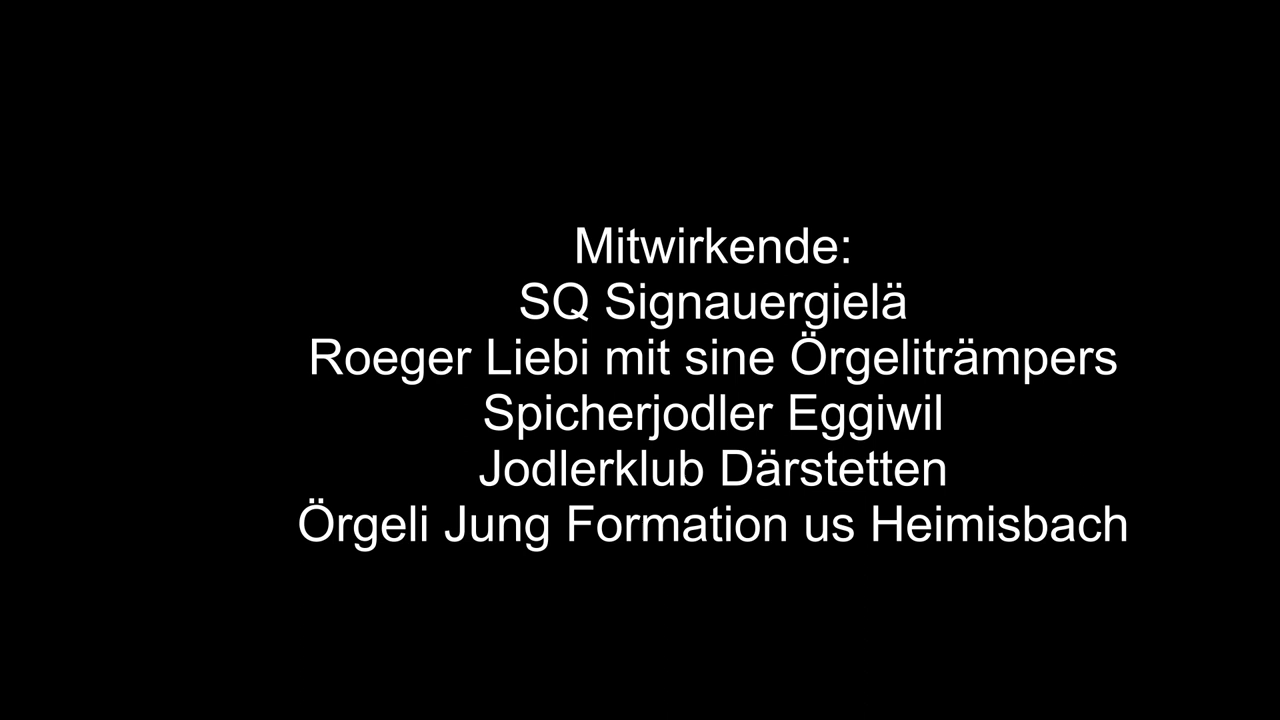 Mitwirkende:
SQ Signauergielä
Roeger Liebi mit sine Örgeliträmpers
Spicherjodler Eggiwil
Jodlerklub Därstetten
Örgeli Jung Formation us Heimisbach